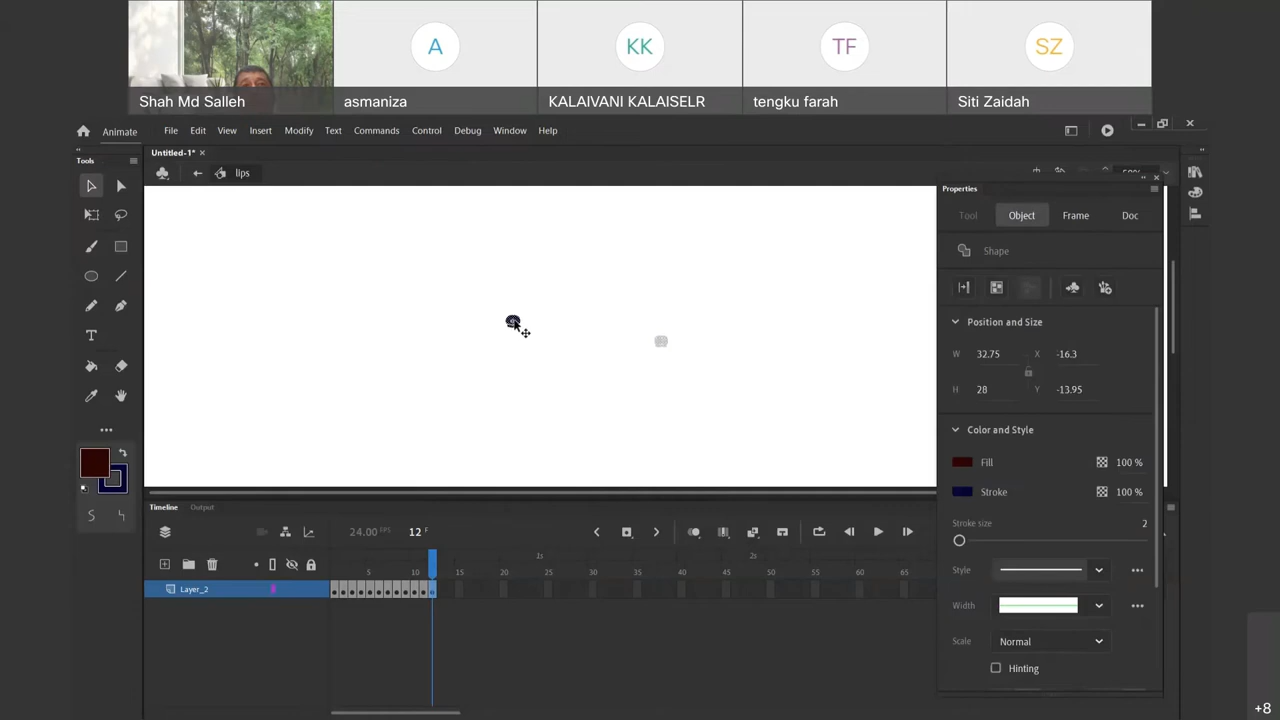 A
KK
TF
SZ
Shah Md Salleh
asmaniza
KALAIVANI KALAISELR
tengku farah
Siti Zaidah
Animate
File Edit View Insert Modify Text Commands Control Debug Window Help
Untitled-1* ×
Tools
lips
Properties
Tool Object Frame Doc
Shape
Position and Size
W 32.75 X -16.3
H 28 Y -13.95
Color and Style
Fill 100 %
Stroke 100 %
Stroke size 2
Style
Width
Scale Normal
Hinting
T
Timeline Output
24.00 FPS 12 F
1s 2s
5 10 15 20 25 30 35 40 45 50 55 60 65
Layer_2
+8